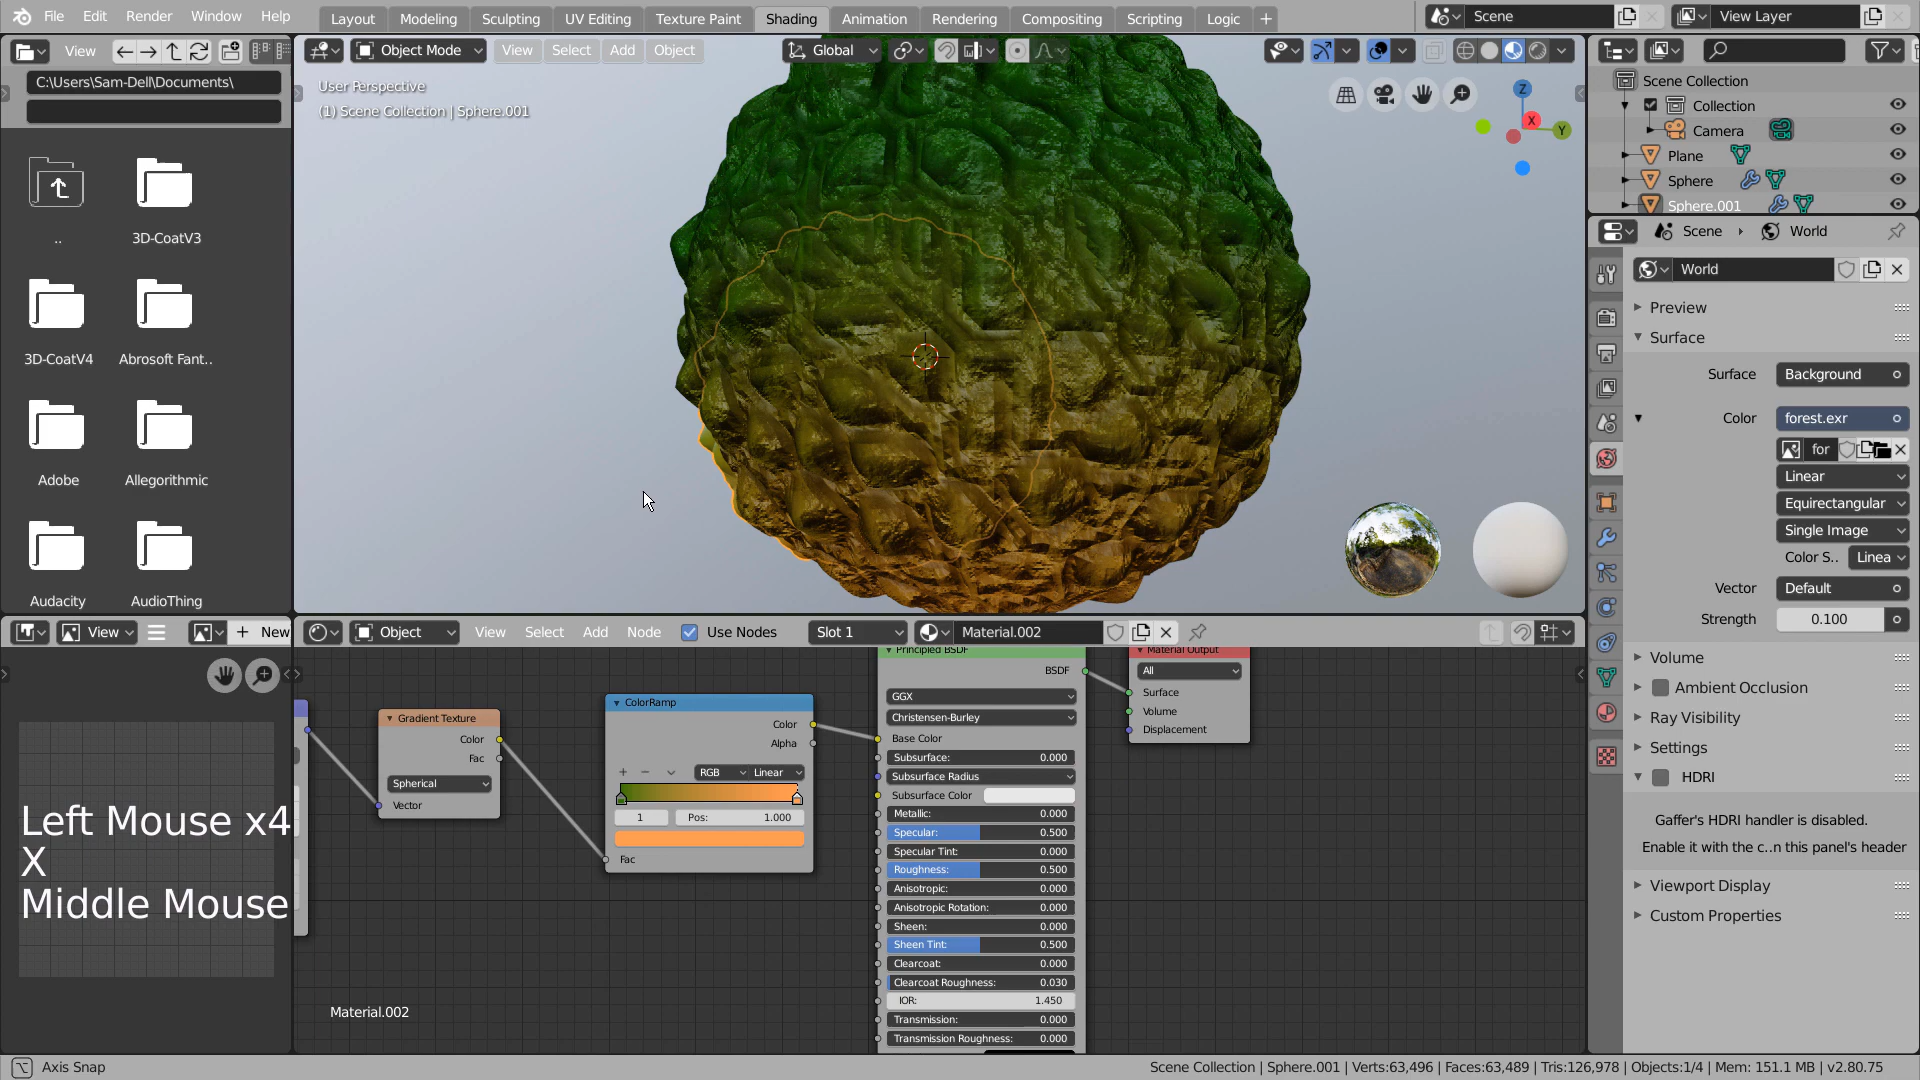 File Edit Render Window Help
Layout Modeling Sculpting UV Editing Texture Paint Shading Animation Rendering Compositing Scripting Logic +
Scene
View Layer
View
Object Mode View Select Add Object
Global
C:\Users\Sam-Dell\Documents\
User Perspective
(1) Scene Collection | Sphere.001
Z
X
Y
..
3D-CoatV3
3D-CoatV4
Abrosoft Fant..
Adobe
Allegorithmic
Audacity
AudioThing
Scene Collection
Collection
Camera
Plane
Sphere
Sphere.001
Scene World
World
Preview
Surface
Surface Background
Color forest.exr
for
Linear
Equirectangular
Single Image
Color S.. Linea
Vector Default
Strength 0.100
Volume
Ambient Occlusion
Ray Visibility
Settings
HDRI
Gaffer's HDRI handler is disabled.
Enable it with the c..n this panel's header
Viewport Display
Custom Properties
View + New
Object View Select Add Node Use Nodes Slot 1 Material.002
Left Mouse x4
X
Middle Mouse
Gradient Texture
Color
Fac
Spherical
Vector
ColorRamp
Color
Alpha
+ − RGB Linear
1 Pos: 1.000
Fac
Principled BSDF
BSDF
GGX
Christensen-Burley
Base Color
Subsurface: 0.000
Subsurface Radius
Subsurface Color
Metallic: 0.000
Specular: 0.500
Specular Tint: 0.000
Roughness: 0.500
Anisotropic: 0.000
Anisotropic Rotation: 0.000
Sheen: 0.000
Sheen Tint: 0.500
Clearcoat: 0.000
Clearcoat Roughness: 0.030
IOR: 1.450
Transmission: 0.000
Transmission Roughness: 0.000
Material Output
All
Surface
Volume
Displacement
Material.002
Axis Snap
Scene Collection | Sphere.001 | Verts:63,496 | Faces:63,489 | Tris:126,978 | Objects:1/4 | Mem: 151.1 MB | v2.80.75